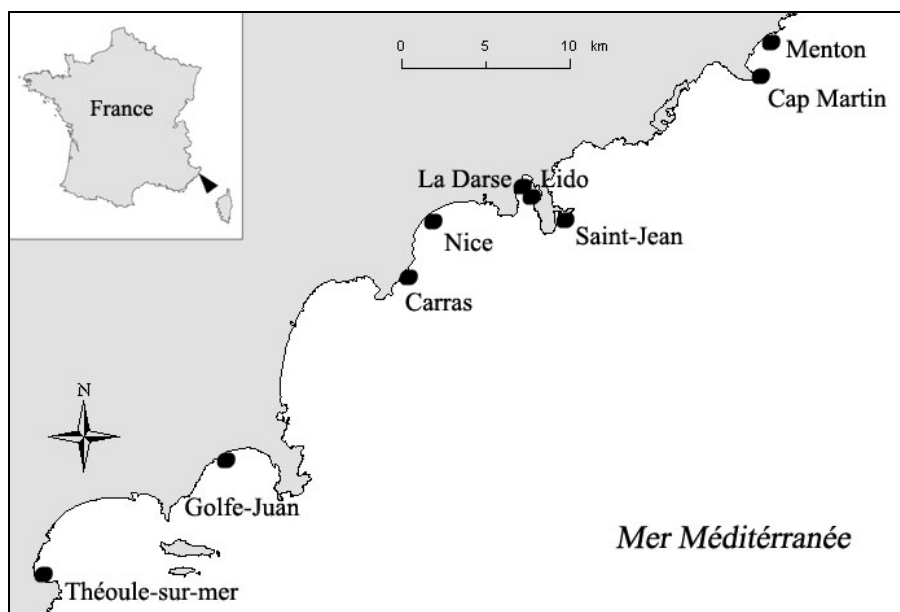 France
0 5 10 km
Menton
Cap Martin
La Darse
Lido
Saint-Jean
Nice
Carras
N
Golfe-Juan
Mer Méditérranée
Théoule-sur-mer